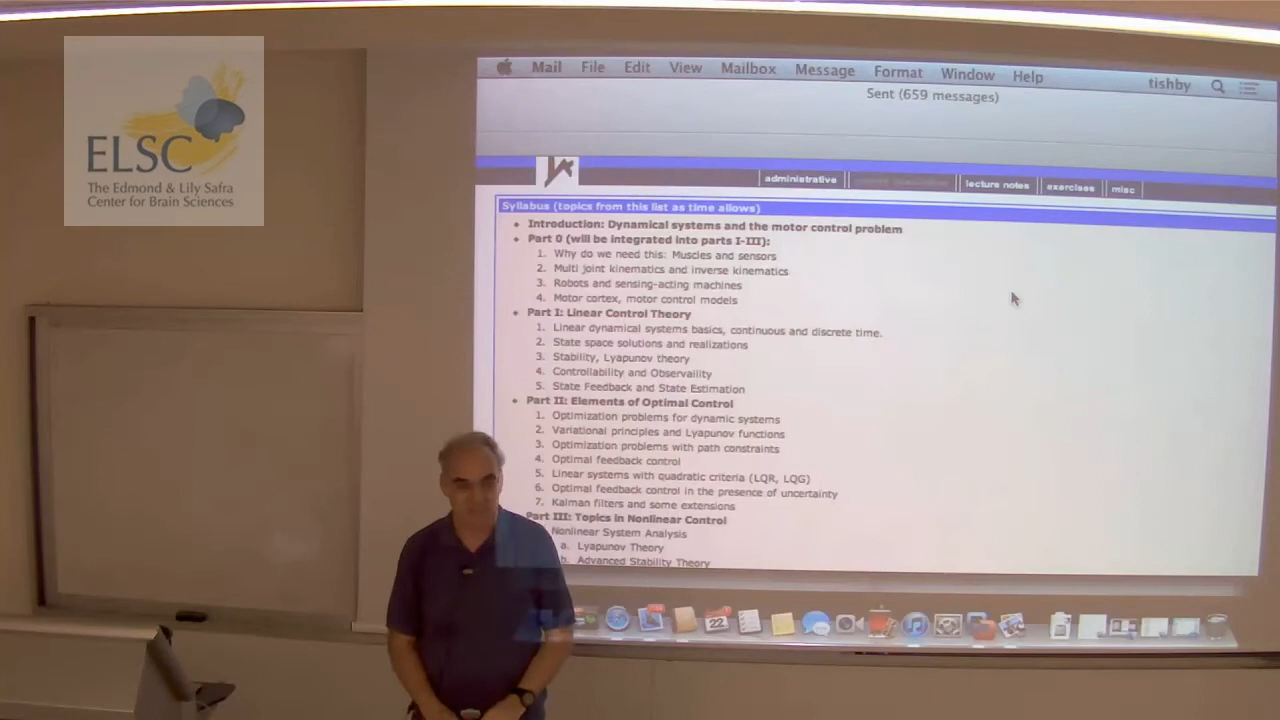 ELSC
The Edmond & Lily Safra
Center for Brain Sciences
Mail File Edit View Mailbox Message Format Window Help tishby
Sent (659 messages)
administrative lecture notes exercises misc
Syllabus (topics from this list as time allows)
• Introduction: Dynamical systems and the motor control problem
• Part 0 (will be integrated into parts I-III):
1. Why do we need this: Muscles and sensors
2. Multi joint kinematics and inverse kinematics
3. Robots and sensing-acting machines
4. Motor cortex, motor control models
• Part I: Linear Control Theory
1. Linear dynamical systems basics, continuous and discrete time.
2. State space solutions and realizations
3. Stability, Lyapunov theory
4. Controllability and Observaility
5. State Feedback and State Estimation
• Part II: Elements of Optimal Control
1. Optimization problems for dynamic systems
2. Variational principles and Lyapunov functions
3. Optimization problems with path constraints
4. Optimal feedback control
5. Linear systems with quadratic criteria (LQR, LQG)
6. Optimal feedback control in the presence of uncertainty
7. Kalman filters and some extensions
Part III: Topics in Nonlinear Control
Nonlinear System Analysis
a. Lyapunov Theory
b. Advanced Stability Theory
22